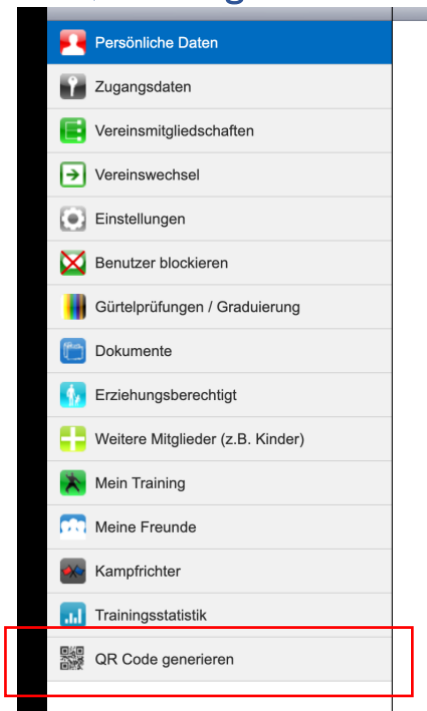 Persönliche Daten
Zugangsdaten
Vereinsmitgliedschaften
Vereinswechsel
Einstellungen
Benutzer blockieren
Gürtelprüfungen / Graduierung
Dokumente
Erziehungsberechtigt
Weitere Mitglieder (z.B. Kinder)
Mein Training
Meine Freunde
Kampfrichter
Trainingsstatistik
QR Code generieren